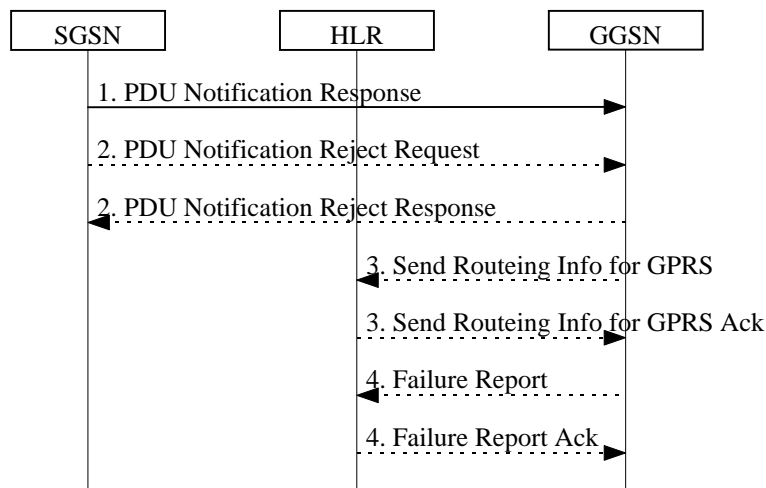 SGSN HLR GGSN
1. PDU Notification Response
2. PDU Notification Reject Request
2. PDU Notification Reject Response
3. Send Routeing Info for GPRS
3. Send Routeing Info for GPRS Ack
4. Failure Report
4. Failure Report Ack